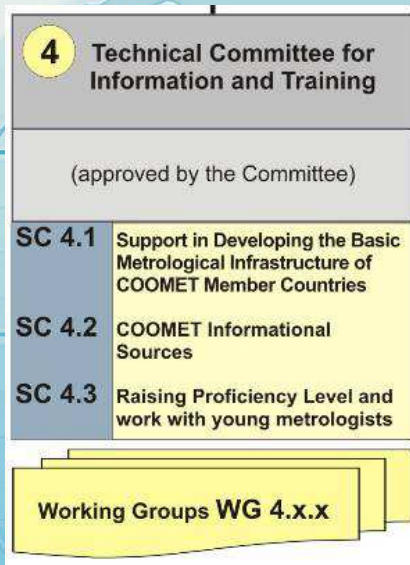 4 Technical Committee for
Information and Training
(approved by the Committee)
SC 4.1 Support in Developing the Basic
Metrological Infrastructure of
COOMET Member Countries
SC 4.2 COOMET Informational
Sources
SC 4.3 Raising Proficiency Level and
work with young metrologists
Working Groups WG 4.x.x